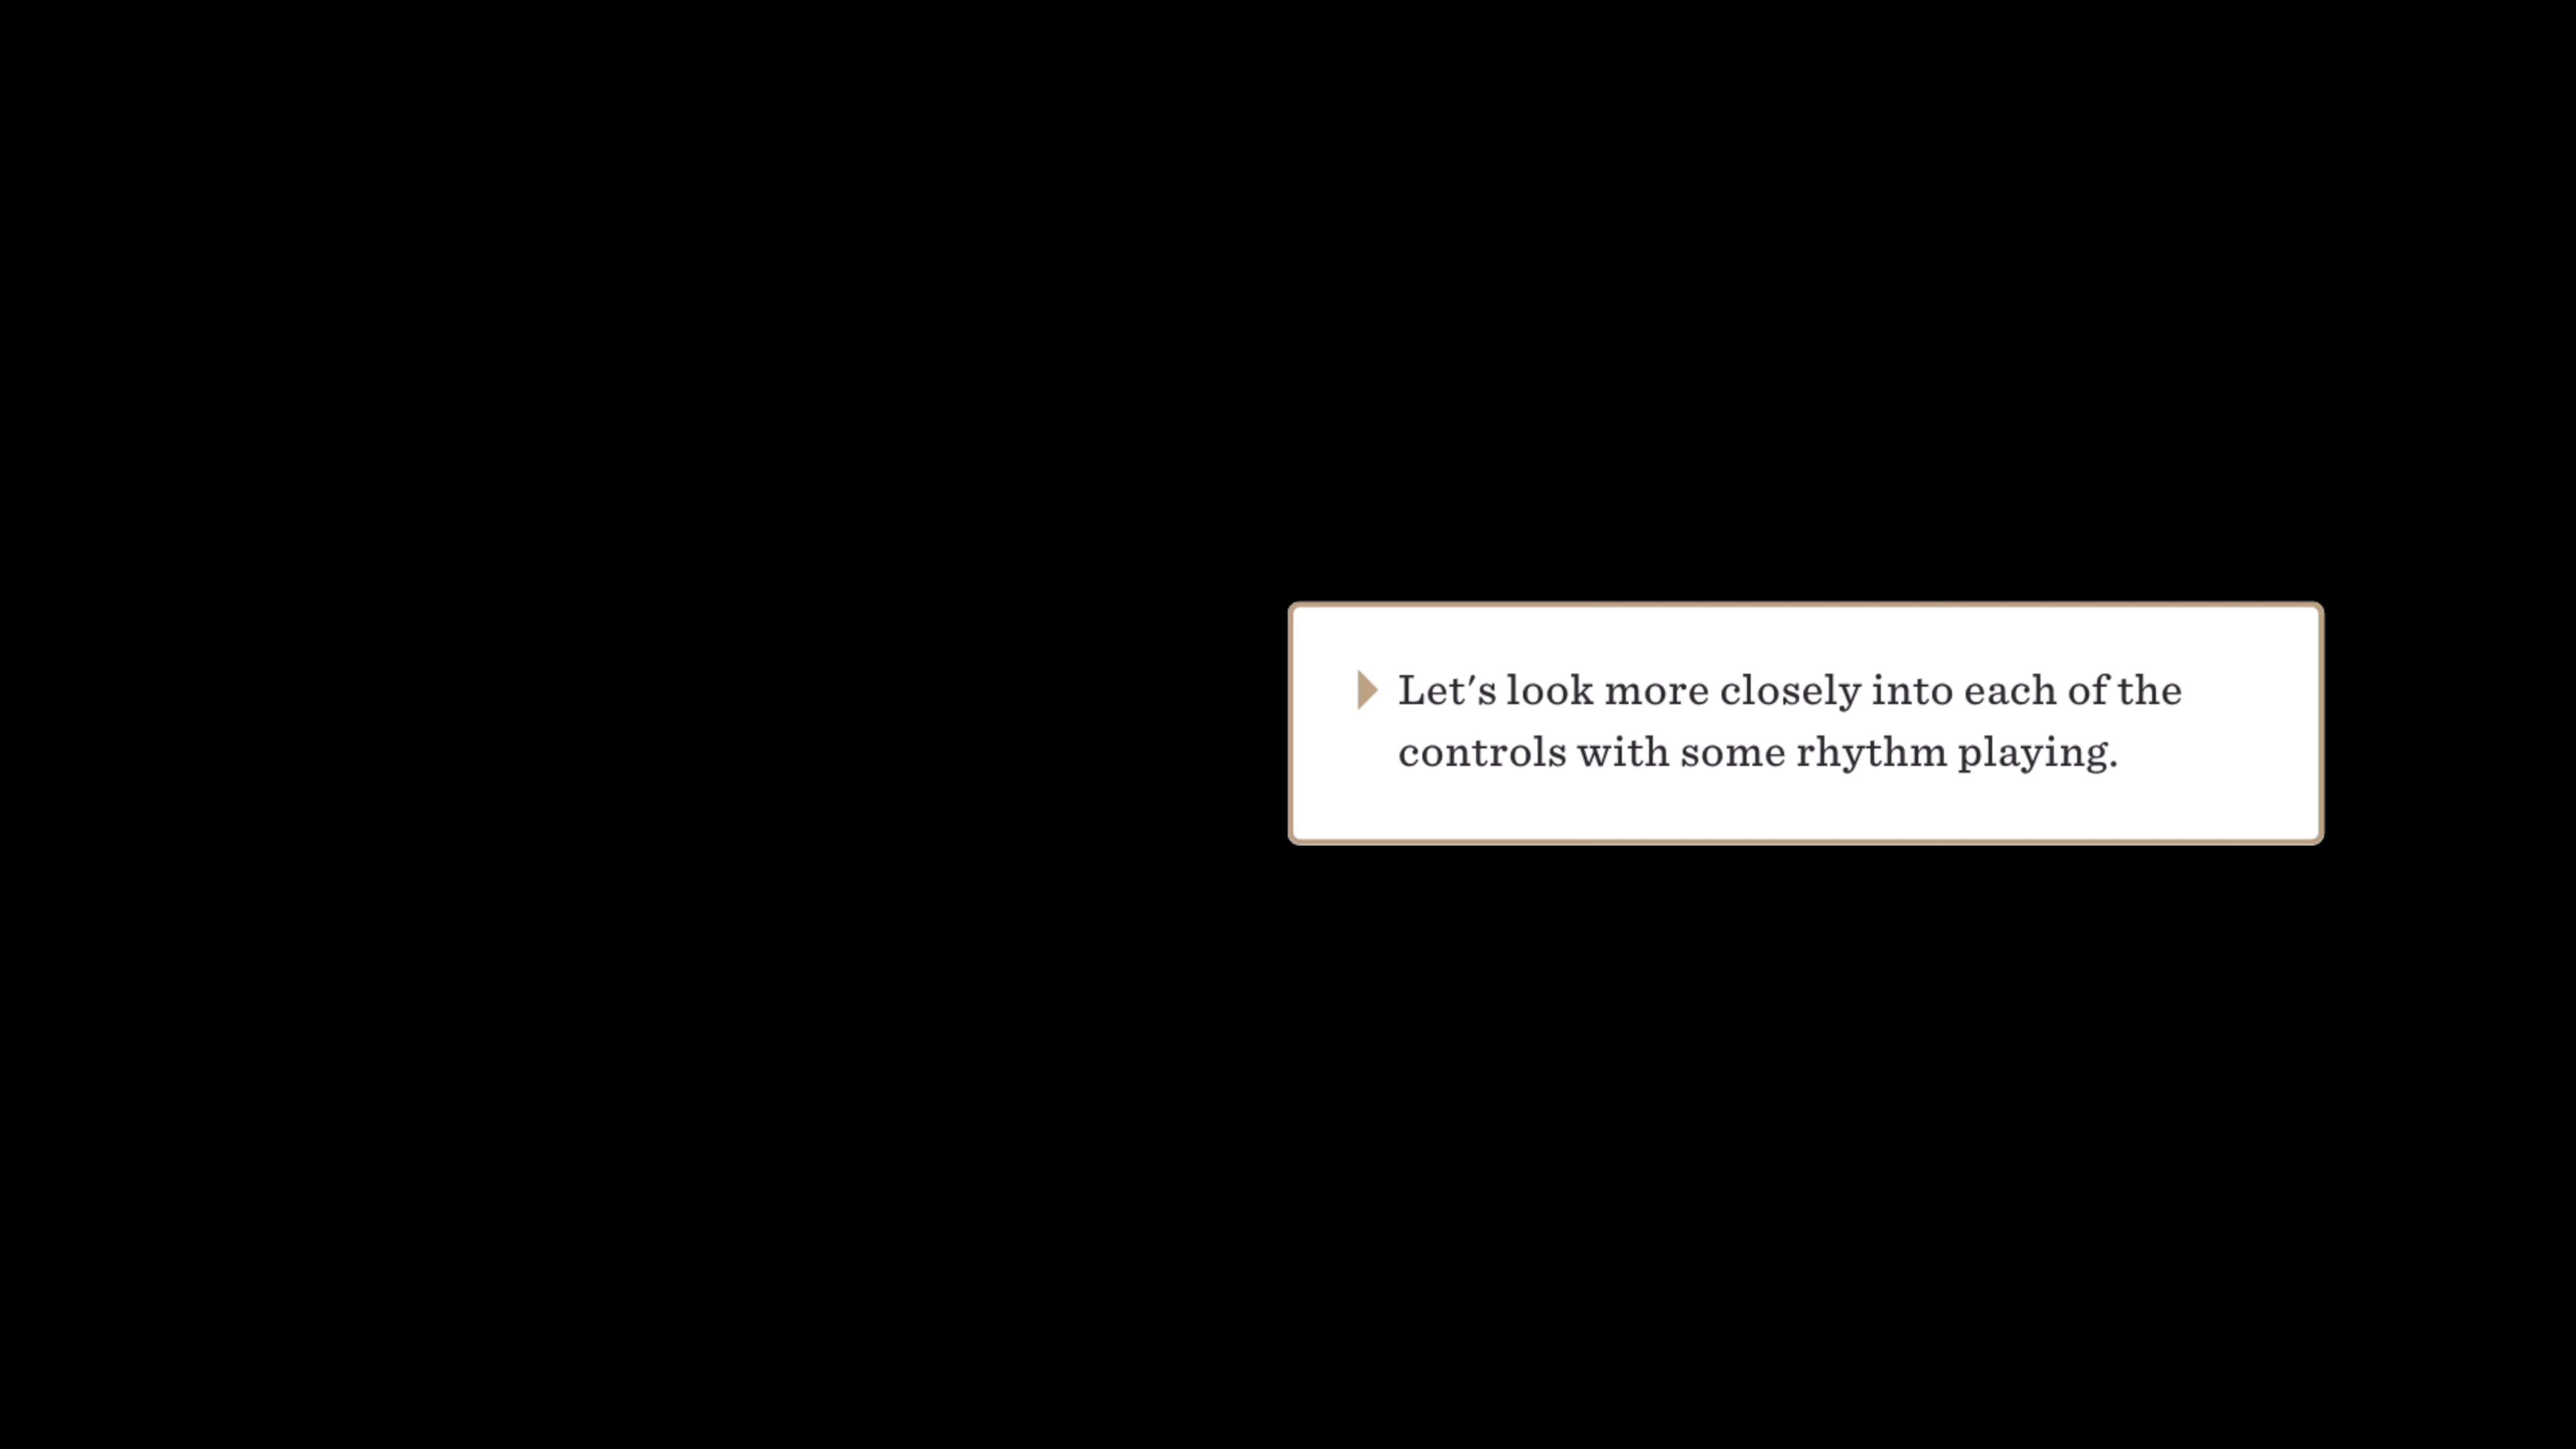 Let's look more closely into each of the
controls with some rhythm playing.